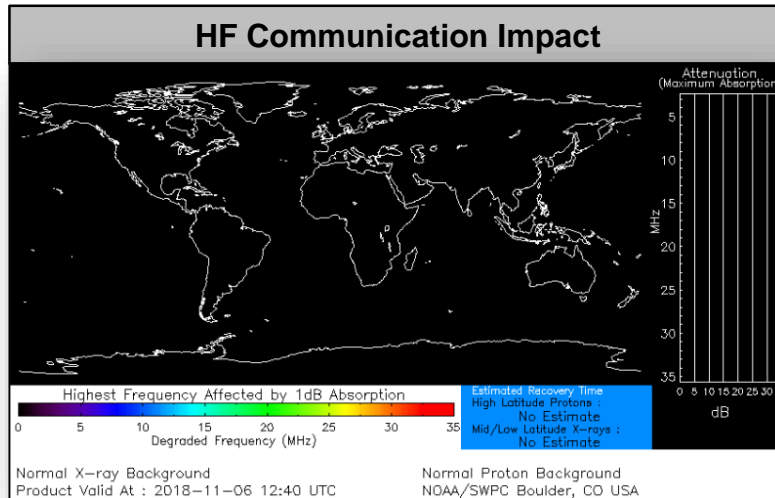 HF Communication Impact
Attenuation
(Maximum Absorption)
5
10
15
20
25
30
35
MHz
0 5 10 15 20 25 30
dB
Highest Frequency Affected by 1dB Absorption
0 5 10 15 20 25 30 35
Degraded Frequency (MHz)
Estimated Recovery Time
High Latitude Protons :
No Estimate
Mid/Low Latitude X-rays :
No Estimate
Normal X-ray Background
Product Valid At : 2018-11-06 12:40 UTC
Normal Proton Background
NOAA/SWPC Boulder, CO USA